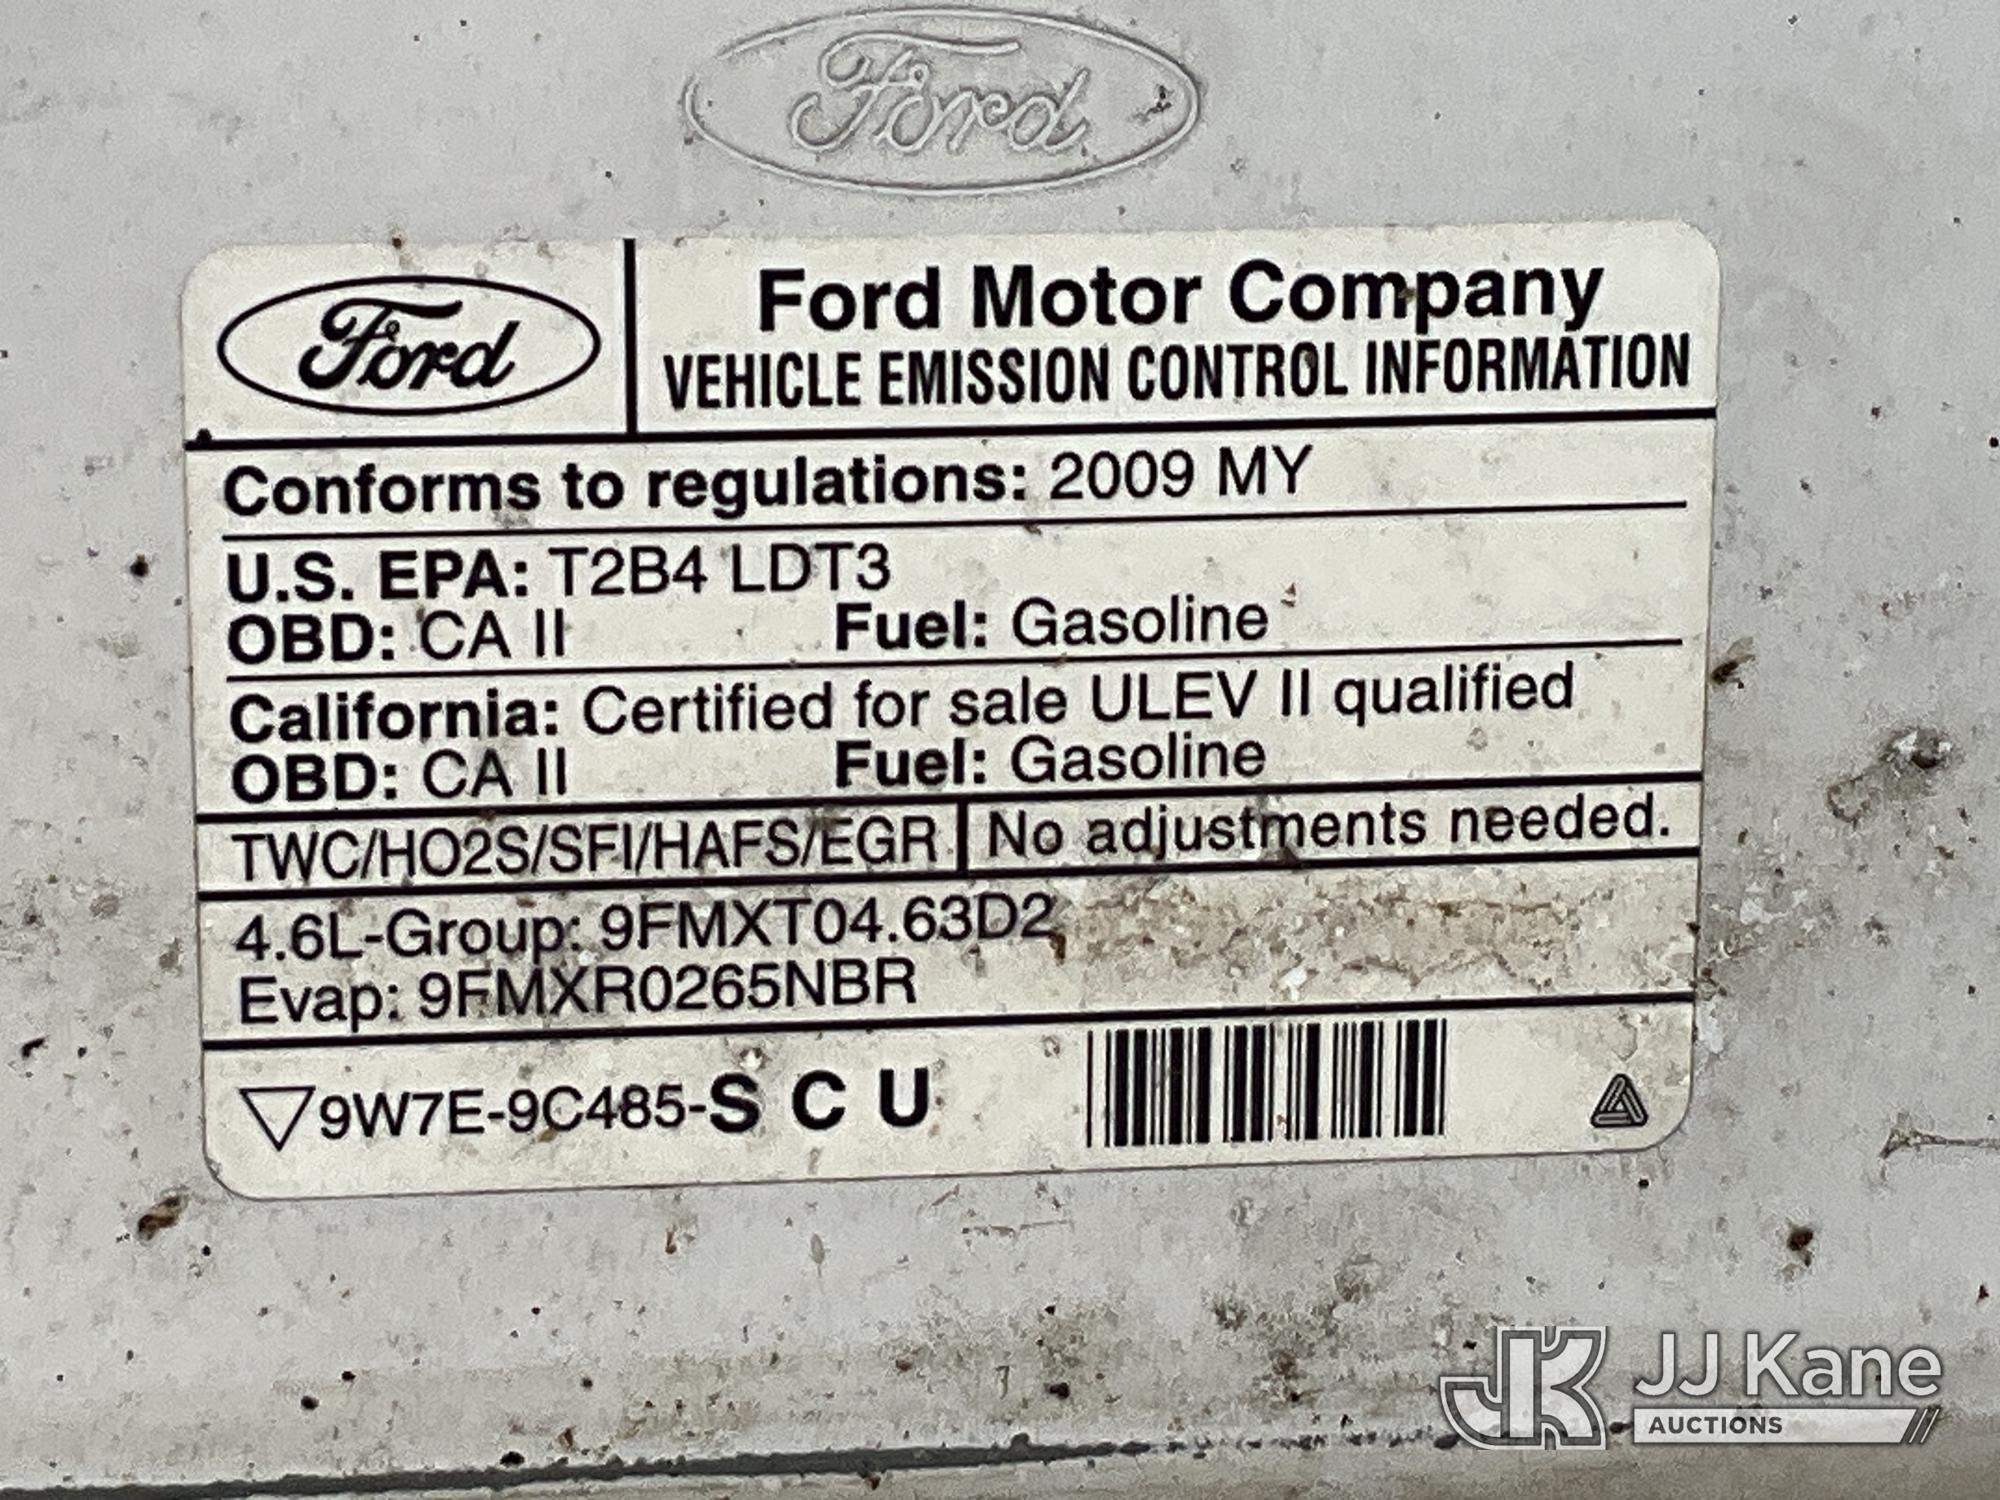 Ford
Ford
Ford Motor Company
VEHICLE EMISSION CONTROL INFORMATION
Conforms to regulations: 2009 MY
U.S. EPA: T2B4 LDT3
OBD: CA II Fuel: Gasoline
California: Certified for sale ULEV II qualified
OBD: CA II Fuel: Gasoline
TWC/HO2S/SFI/HAFS/EGR No adjustments needed.
4.6L-Group: 9FMXT04.63D2
Evap: 9FMXR0265NBR
9W7E-9C485-S C U
JK JJ Kane
AUCTIONS